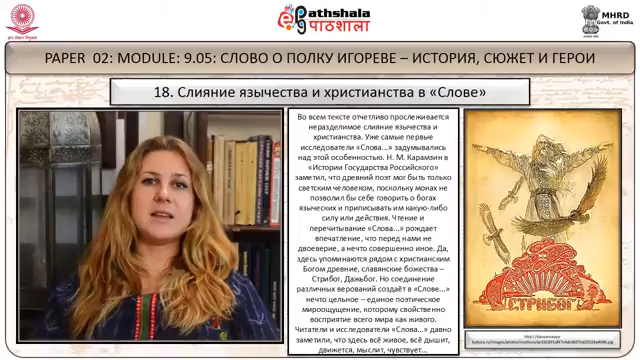 Pathshala
पाठशाला
MHRD
Govt. of India
PAPER 02: MODULE: 9.05: СЛОВО О ПОЛКУ ИГОРЕВЕ – ИСТОРИЯ, СЮЖЕТ И ГЕРОИ
18. Слияние язычества и христианства в «Слове»
Во всем тексте отчетливо прослеживается
неразделимое слияние язычества и
христианства. Уже самые первые
исследователи «Слова...» задумывались
над этой особенностью. Н. М. Карамзин в
«Истории Государства Российского»
заметил, что древний поэт мог быть только
светским человеком, поскольку монах не
позволил бы себе говорить о богах
языческих и приписывать им какую-либо
силу или действия. Чтение и
перечитывание «Слова...» рождает
впечатление, что перед нами не
двоеверие, а нечто совершенно иное. Да,
здесь упоминаются рядом с христианским
Богом древние, славянские божества –
Стрибог, Дажьбог. Но соединение
различных верований создаёт в «Слове...»
нечто цельное – единое поэтическое
мироощущение, которому свойственно
восприятие всего мира как живого.
Читатели и исследователи «Слова...» давно
заметили, что здесь всё живое, всё дышит,
движется, мыслит, чувствует...
СТРИБОГ